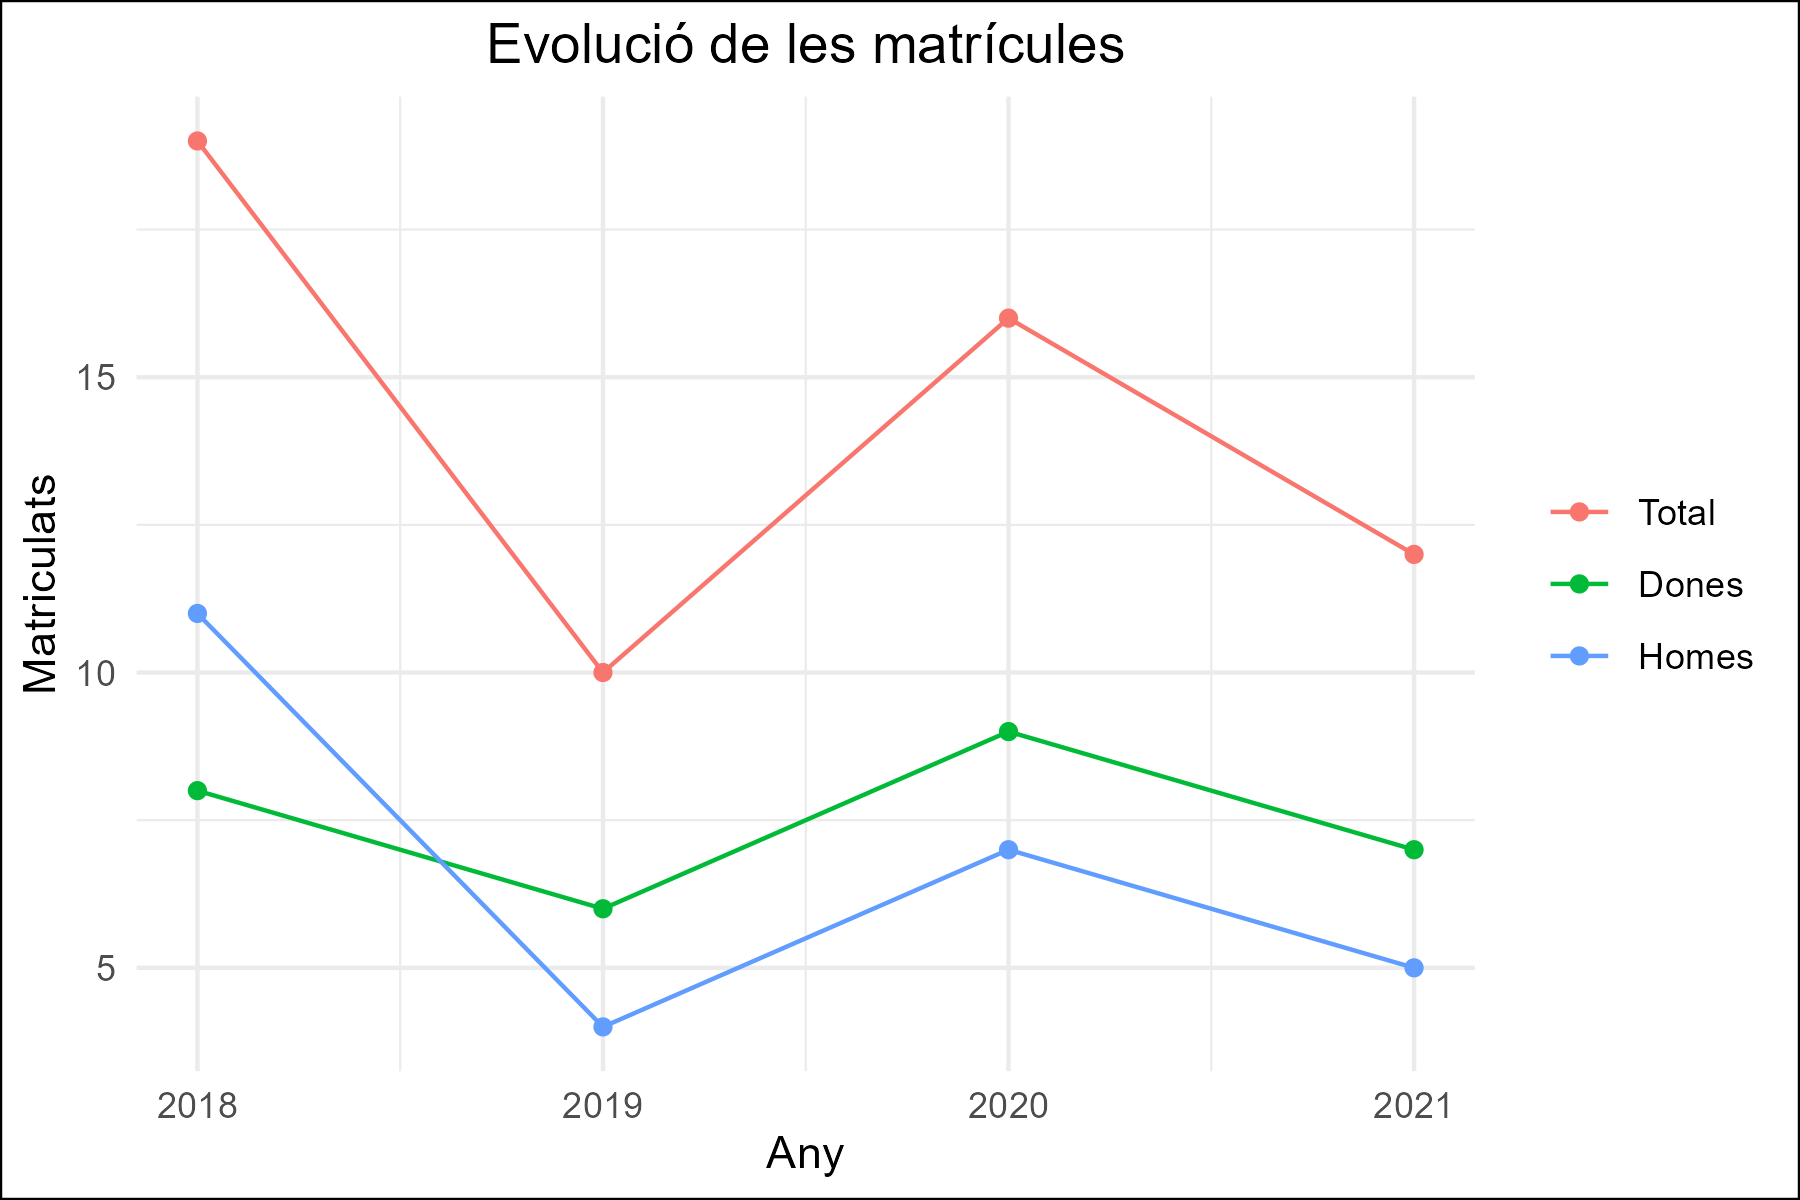 Evolució de les matrícules
Matriculats
15
10
5
2018
2019
2020
2021
Any
Total
Dones
Homes